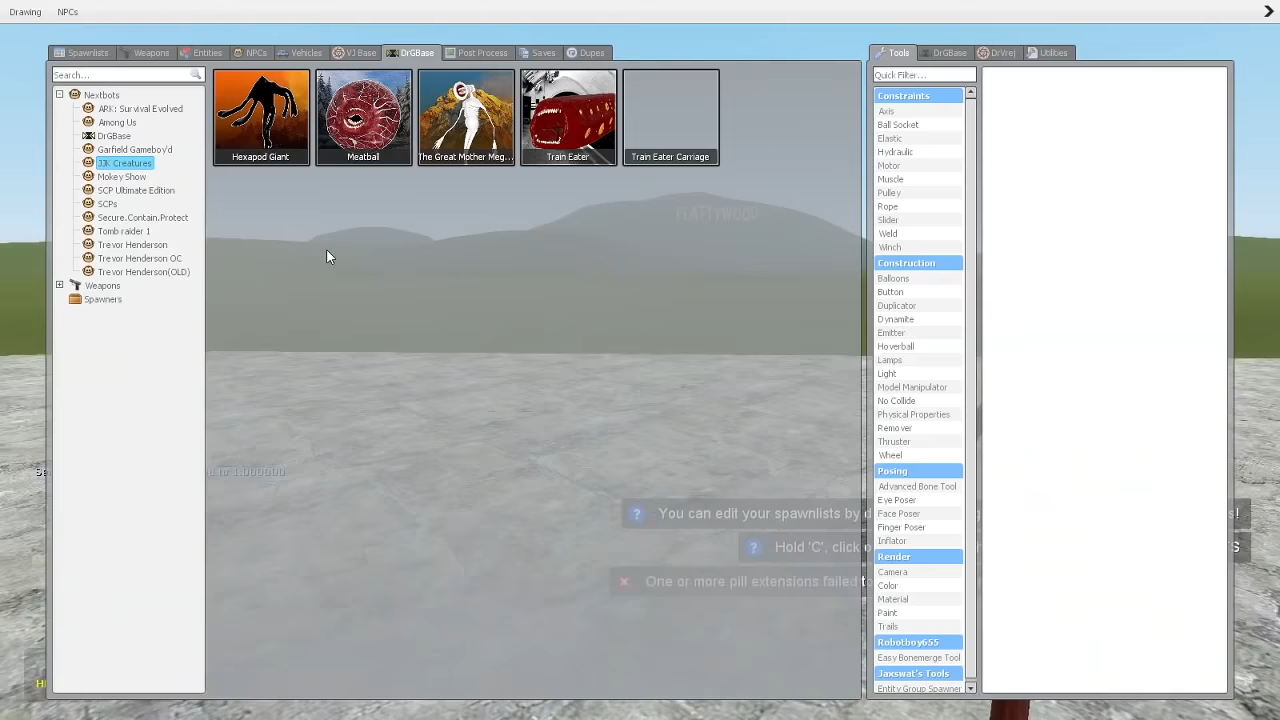 Drawing NPCs
Spawnlists Weapons Entities NPCs Vehicles VJ Base DrGBase Post Process Saves Dupes
Search...
Nextbots
ARK: Survival Evolved
Among Us
DrGBase
Garfield Gameboy'd
JJK Creatures
Mokey Show
SCP Ultimate Edition
SCPs
Secure.Contain.Protect
Tomb raider 1
Trevor Henderson
Trevor Henderson OC
Trevor Henderson(OLD)
Weapons
Spawners
Hexapod Giant
Meatball
The Great Mother Meg...
Train Eater
Train Eater Carriage
You can edit your spawnlists by d
Hold 'C', click o
One or more pill extensions failed to
Tools DrGBase DrVrej Utilities
Quick Filter...
Constraints
Axis
Ball Socket
Elastic
Hydraulic
Motor
Muscle
Pulley
Rope
Slider
Weld
Winch
Construction
Balloons
Button
Duplicator
Dynamite
Emitter
Hoverball
Lamps
Light
Model Manipulator
No Collide
Physical Properties
Remover
Thruster
Wheel
Posing
Advanced Bone Tool
Eye Poser
Face Poser
Finger Poser
Inflator
Render
Camera
Color
Material
Paint
Trails
Robotboy655
Easy Bonemerge Tool
Jaxswat's Tools
Entity Group Spawner